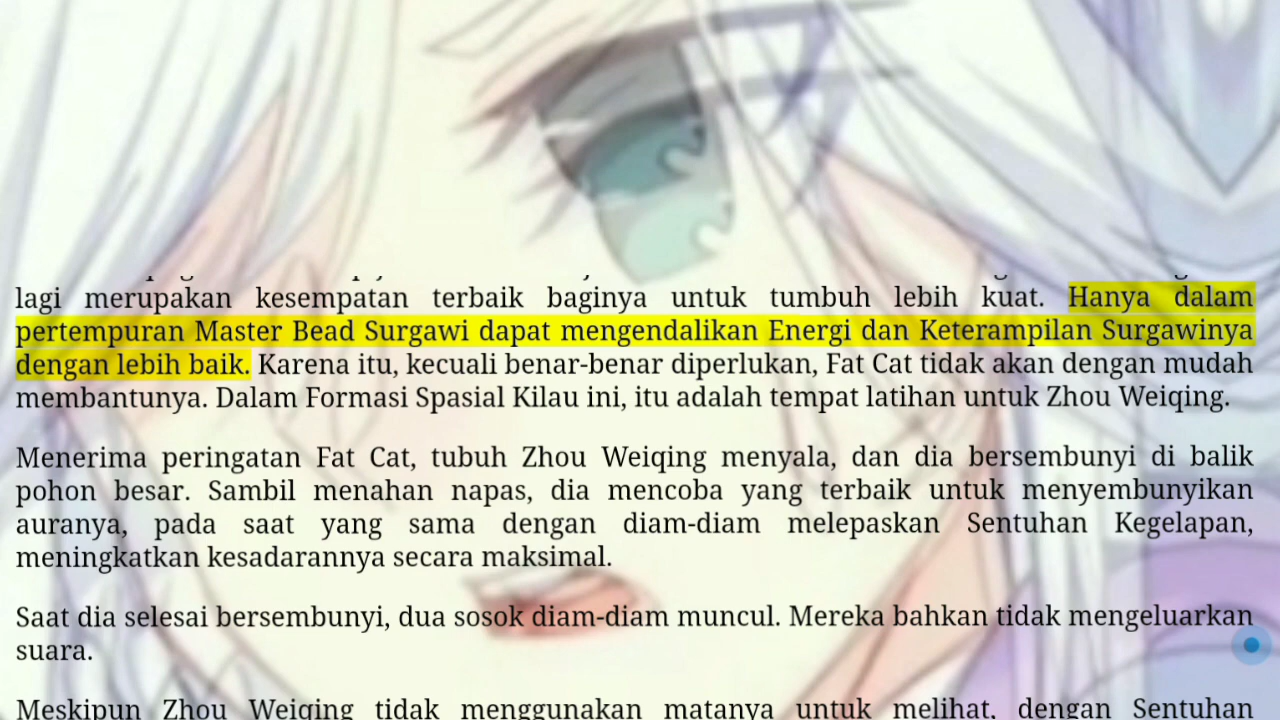 lagi merupakan kesempatan terbaik baginya untuk tumbuh lebih kuat. Hanya dalam
pertempuran Master Bead Surgawi dapat mengendalikan Energi dan Keterampilan Surgawinya
dengan lebih baik. Karena itu, kecuali benar-benar diperlukan, Fat Cat tidak akan dengan mudah
membantunya. Dalam Formasi Spasial Kilau ini, itu adalah tempat latihan untuk Zhou Weiqing.
Menerima peringatan Fat Cat, tubuh Zhou Weiqing menyala, dan dia bersembunyi di balik
pohon besar. Sambil menahan napas, dia mencoba yang terbaik untuk menyembunyikan
auranya, pada saat yang sama dengan diam-diam melepaskan Sentuhan Kegelapan,
meningkatkan kesadarannya secara maksimal.
Saat dia selesai bersembunyi, dua sosok diam-diam muncul. Mereka bahkan tidak mengeluarkan
suara.
Meskipun Zhou Weiqing tidak menggunakan matanya untuk melihat, dengan Sentuhan